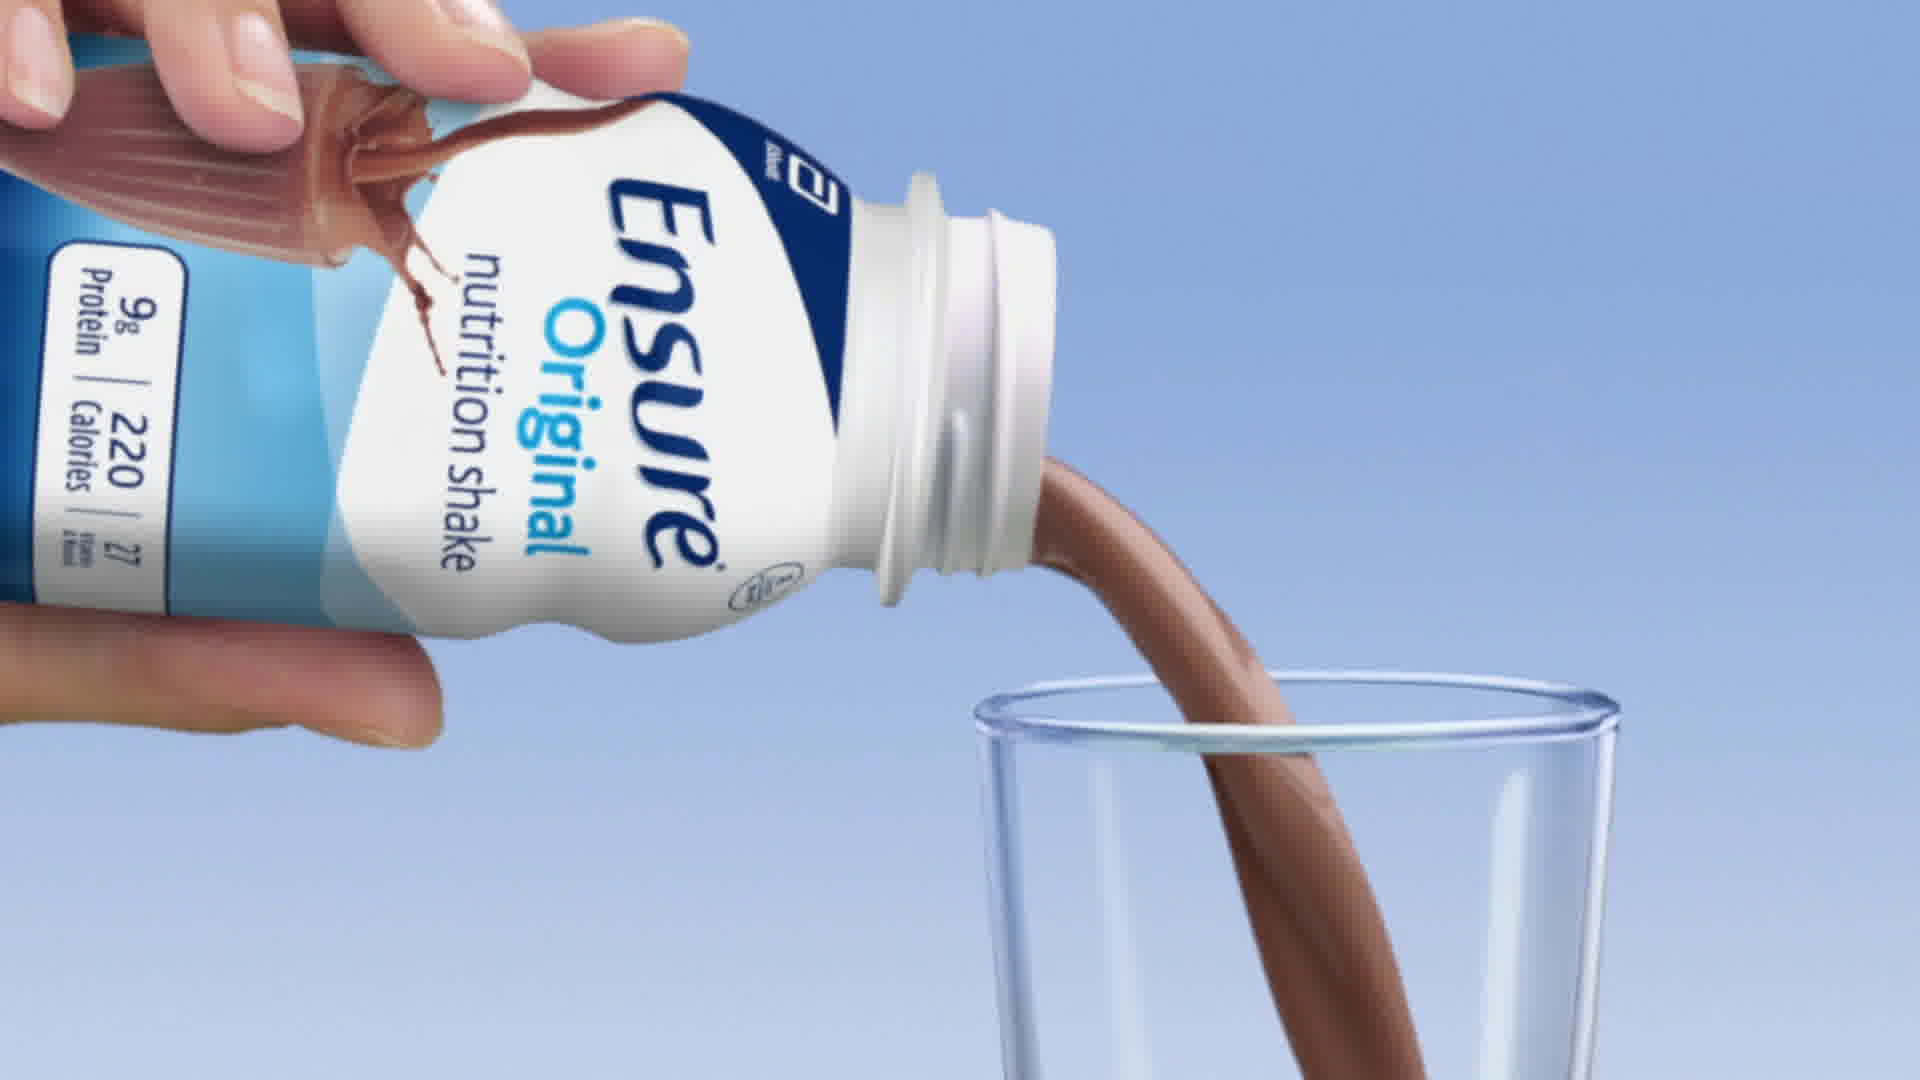 Ensure
Original
nutrition shake
9g
Protein
220
Calories
27